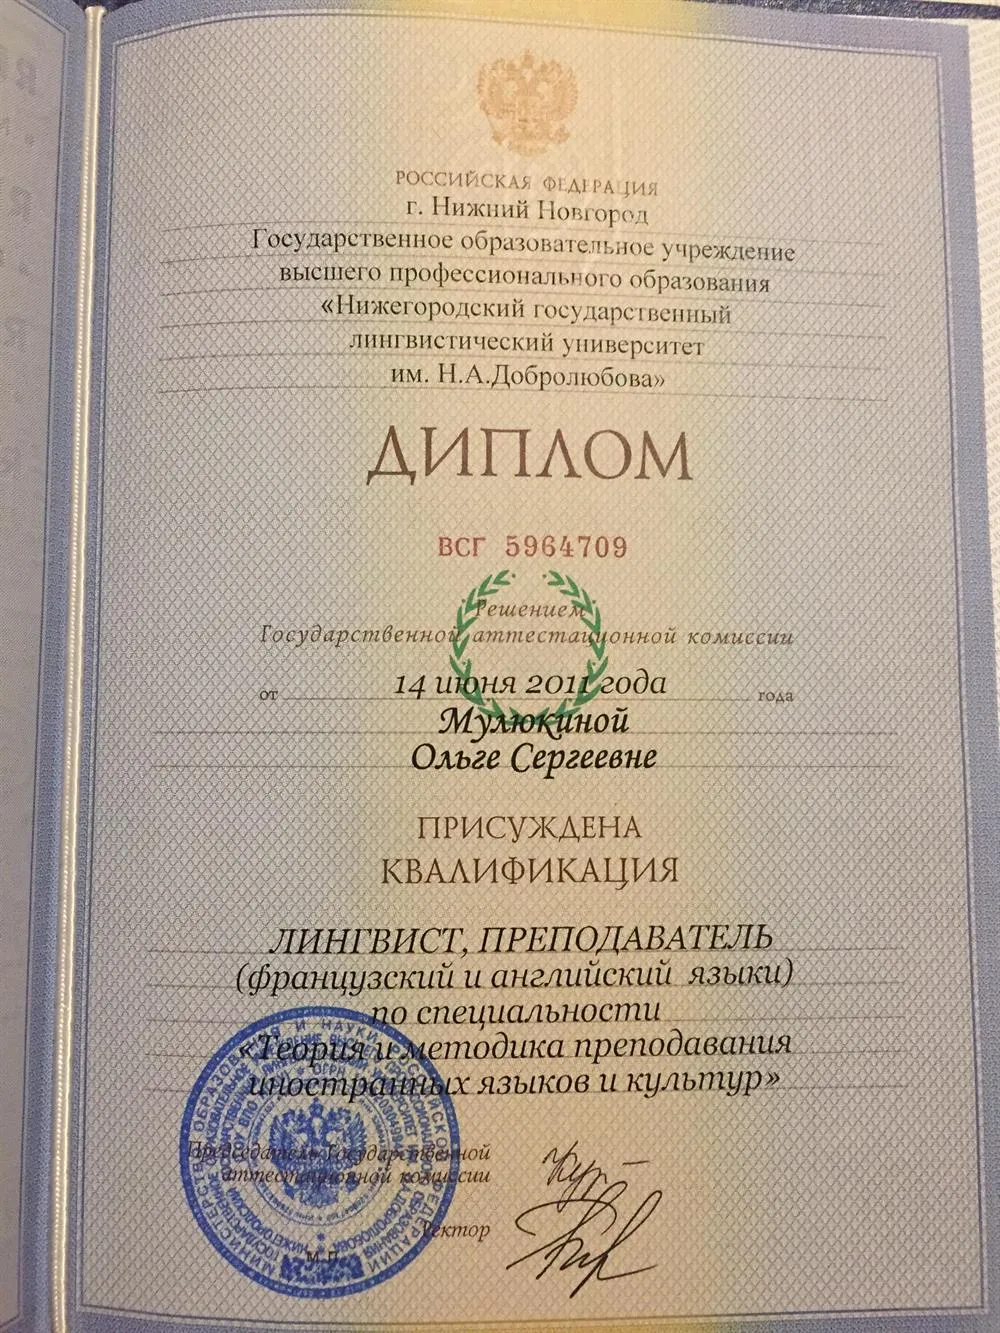 РОССИЙСКАЯ ФЕДЕРАЦИЯ
г. Нижний Новгород
Государственное образовательное учреждение
высшего профессионального образования
«Нижегородский государственный
лингвистический университет
им. Н.А.Добролюбова»
ДИПЛОМ
ВСГ 5964709
Решением
Государственной аттестационной комиссии
от 14 июня 2011 года года
Мулюкиной
Ольге Сергеевне
ПРИСУЖДЕНА
КВАЛИФИКАЦИЯ
ЛИНГВИСТ, ПРЕПОДАВАТЕЛЬ
(французский и английский языки)
по специальности
«Теория и методика преподавания
иностранных языков и культур»
Председатель Государственной
аттестационной комиссии
Ректор
М.П.